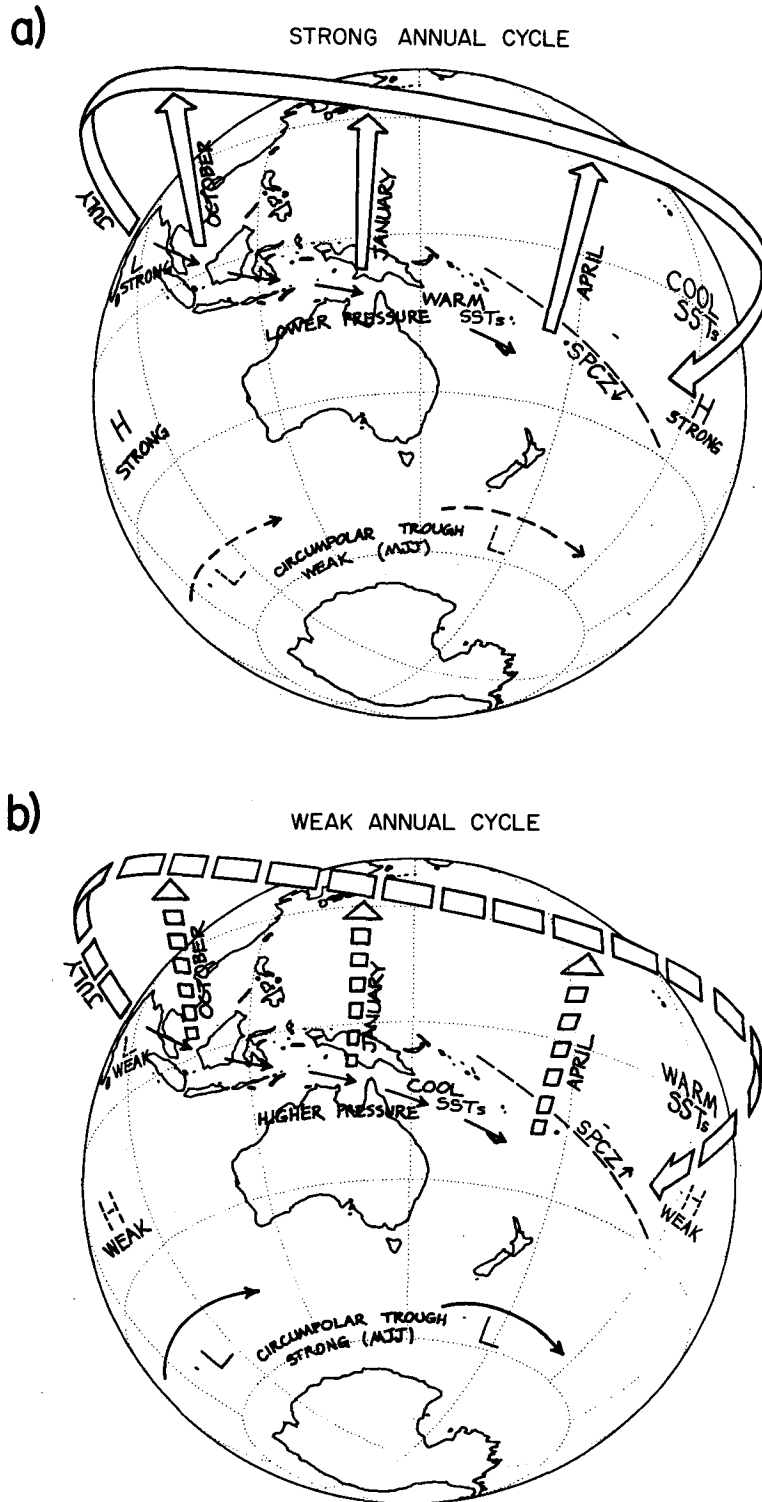 a)
STRONG ANNUAL CYCLE
JULY
OCTOBER
JANUARY
APRIL
L
STRONG
LOWER PRESSURE
WARM
SSTs
COOL
SSTs
SPCZ
H
STRONG
H
STRONG
L
CIRCUMPOLAR TROUGH
WEAK (MJJ)
L
b)
WEAK ANNUAL CYCLE
JULY
OCTOBER
JANUARY
APRIL
L
WEAK
HIGHER PRESSURE
COOL
SSTs
WARM
SSTs
SPCZ
H
WEAK
H
WEAK
L
CIRCUMPOLAR TROUGH
STRONG (MJJ)
L